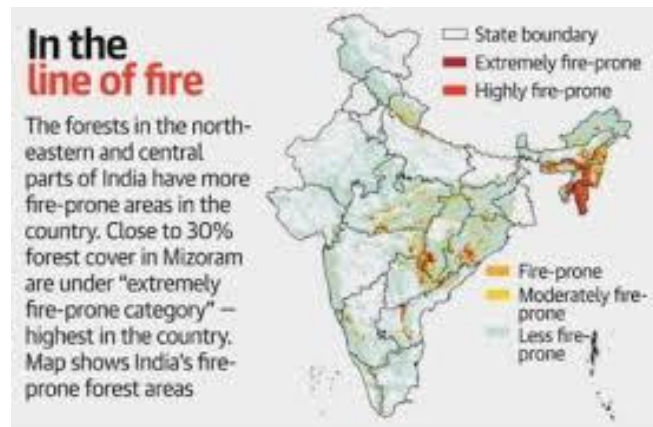 In the
line of fire
The forests in the north-
eastern and central
parts of India have more
fire-prone areas in the
country. Close to 30%
forest cover in Mizoram
are under "extremely
fire-prone category" —
highest in the country.
Map shows India's fire-
prone forest areas
State boundary
Extremely fire-prone
Highly fire-prone
Fire-prone
Moderately fire-
prone
Less fire-
prone